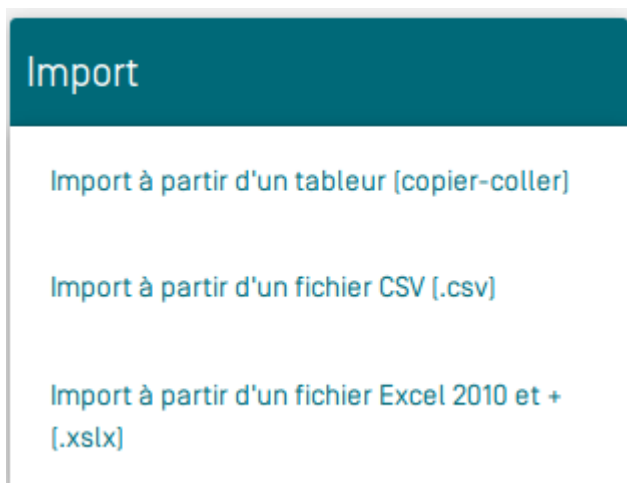 Import
Import à partir d'un tableur (copier-coller)
Import à partir d'un fichier CSV (.csv)
Import à partir d'un fichier Excel 2010 et +
(.xslx)